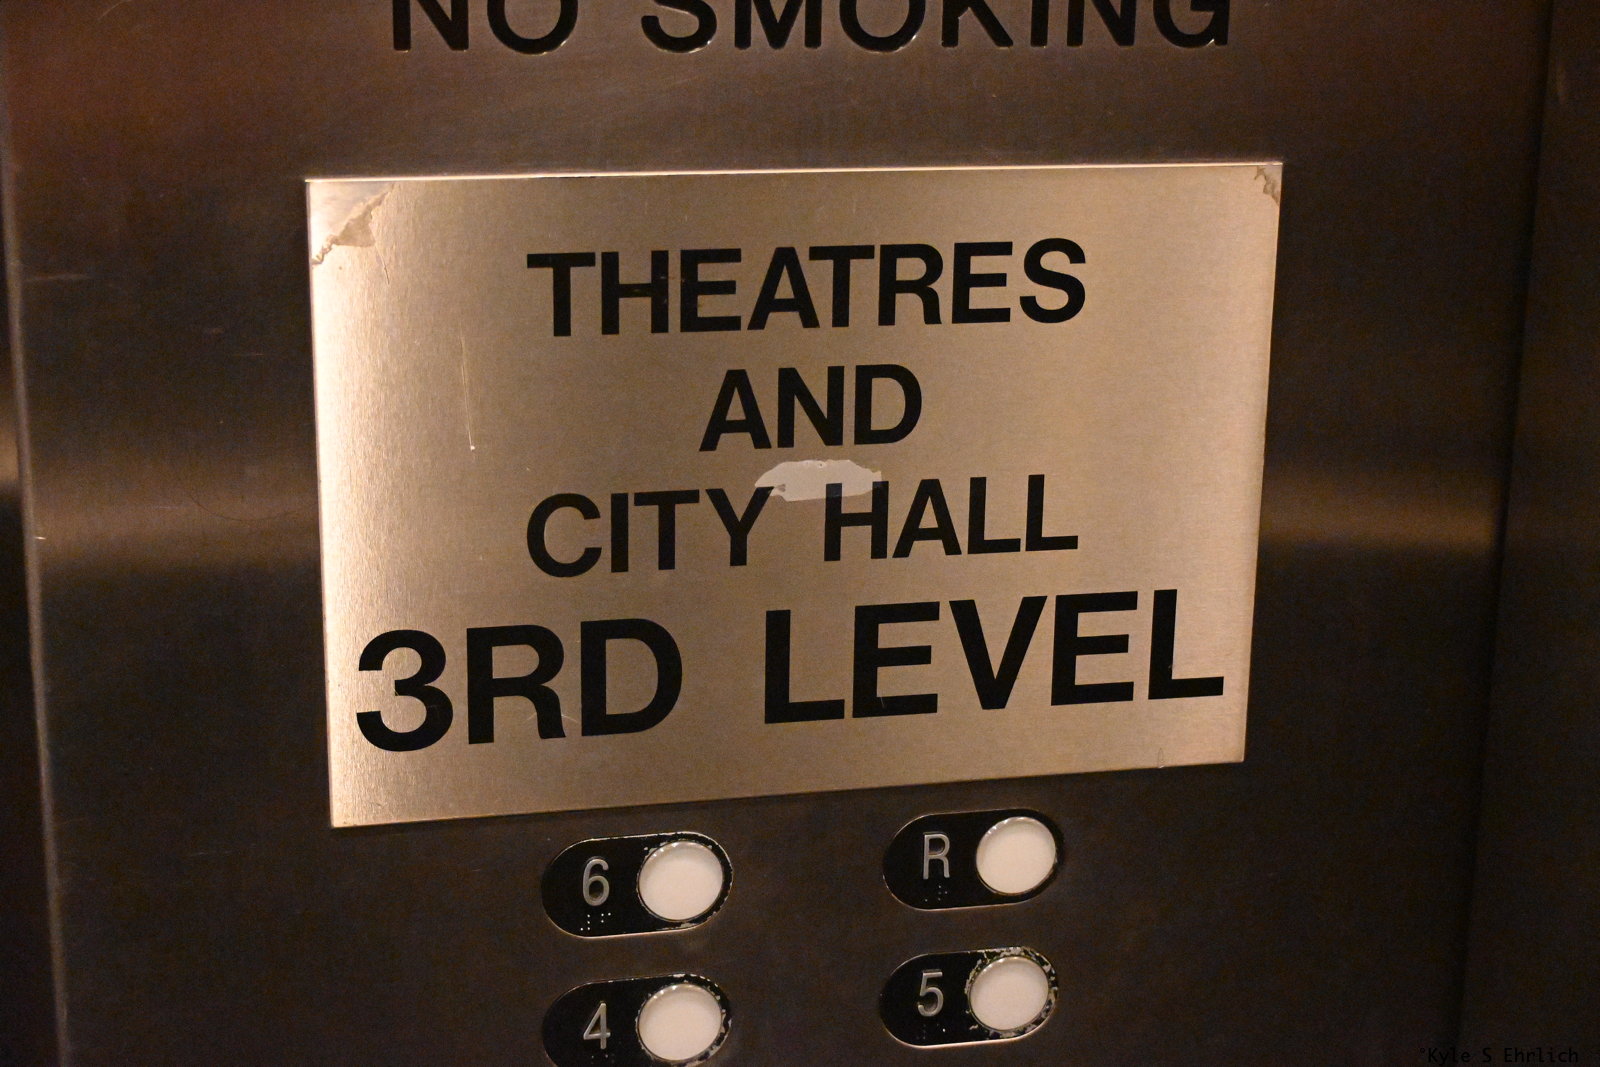 NO SMOKING
THEATRES
AND
CITY HALL
3RD LEVEL
6 R
4 5
°Kyle S Ehrlich